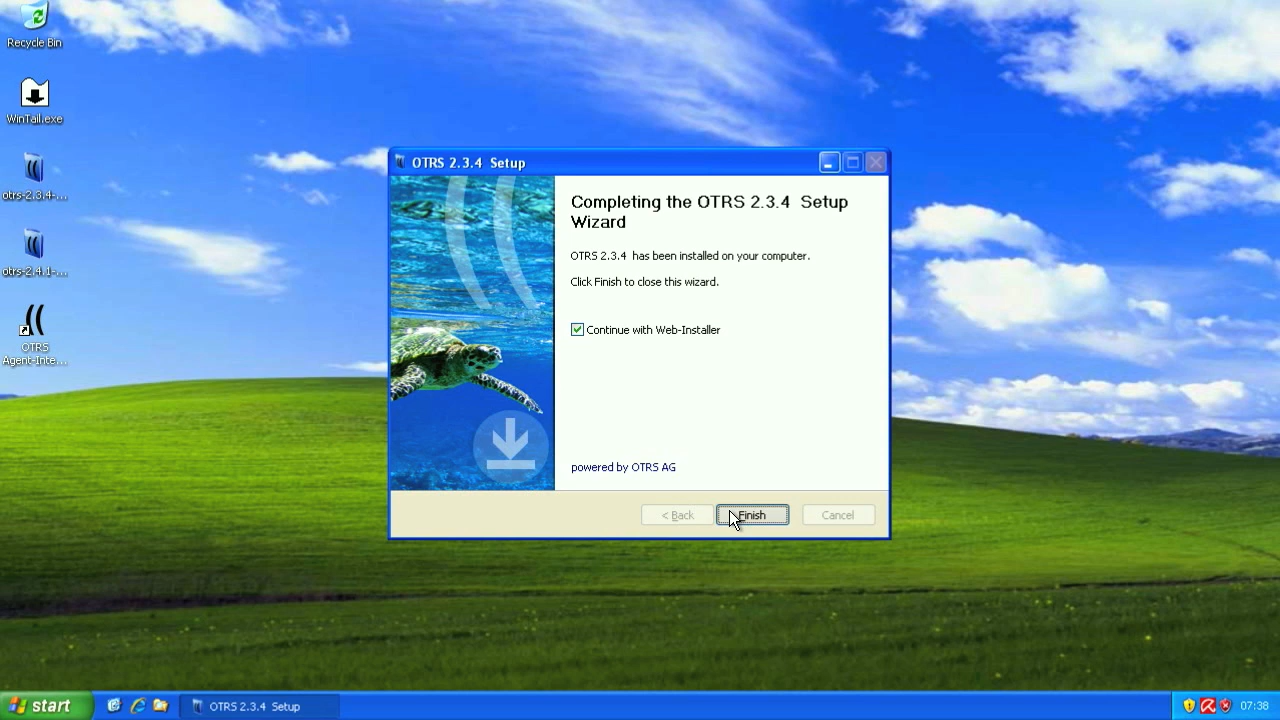 Recycle Bin
WinTail.exe
otrs-2.3.4-...
otrs-2.4.1-...
OTRS
Agent-Inte...
OTRS 2.3.4 Setup
Completing the OTRS 2.3.4 Setup
Wizard
OTRS 2.3.4 has been installed on your computer.
Click Finish to close this wizard.
Continue with Web-Installer
powered by OTRS AG
< Back
Finish
Cancel
start
OTRS 2.3.4 Setup
07:38